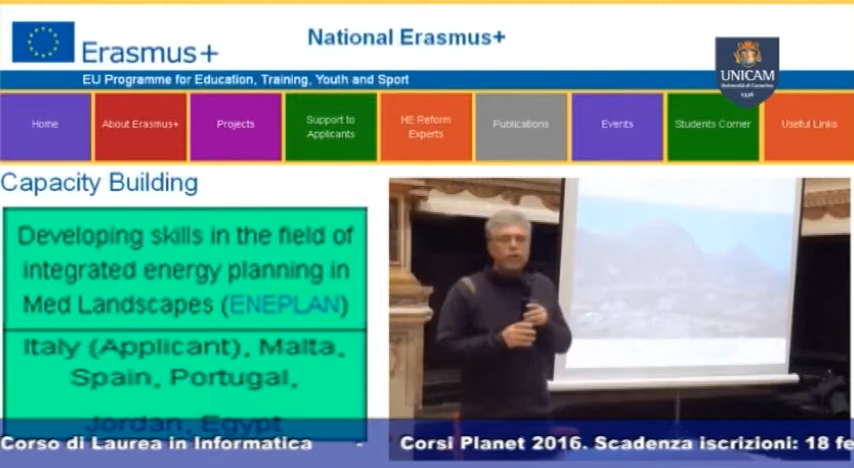 National Erasmus+
Erasmus+
EU Programme for Education, Training, Youth and Sport
UNICAM
1336
Home
About Erasmus+
Projects
Support to
Applicants
HE Reform
Experts
Publications
Events
Students Corner
Useful Links
Capacity Building
Developing skills in the field of
integrated energy planning in
Med Landscapes (ENEPLAN)
Italy (Applicant), Malta,
Spain, Portugal,
Jordan, Egypt
Corso di Laurea in Informatica - Corsi Planet 2016. Scadenza iscrizioni: 18 fe